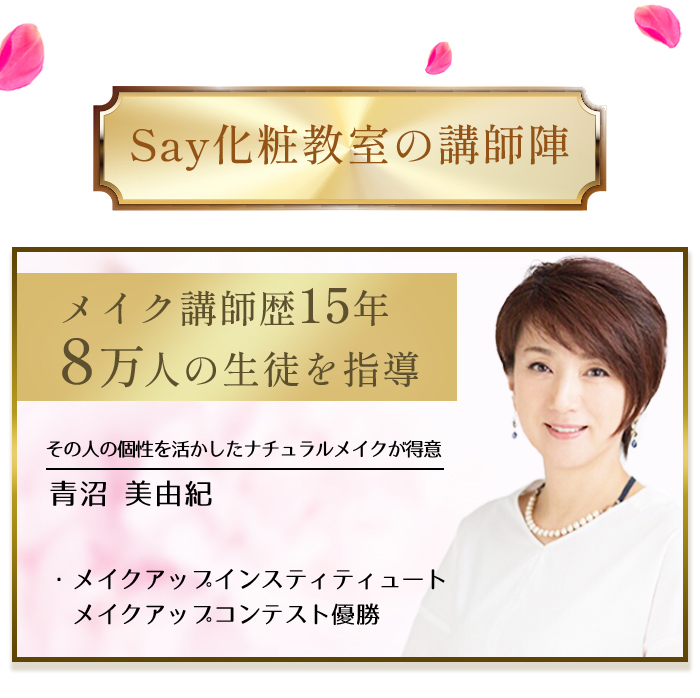 Say化粧教室の講師陣
メイク講師歴15年
8万人の生徒を指導
その人の個性を活かしたナチュラルメイクが得意
青沼 美由紀
・メイクアップインスティティュート
メイクアップコンテスト優勝